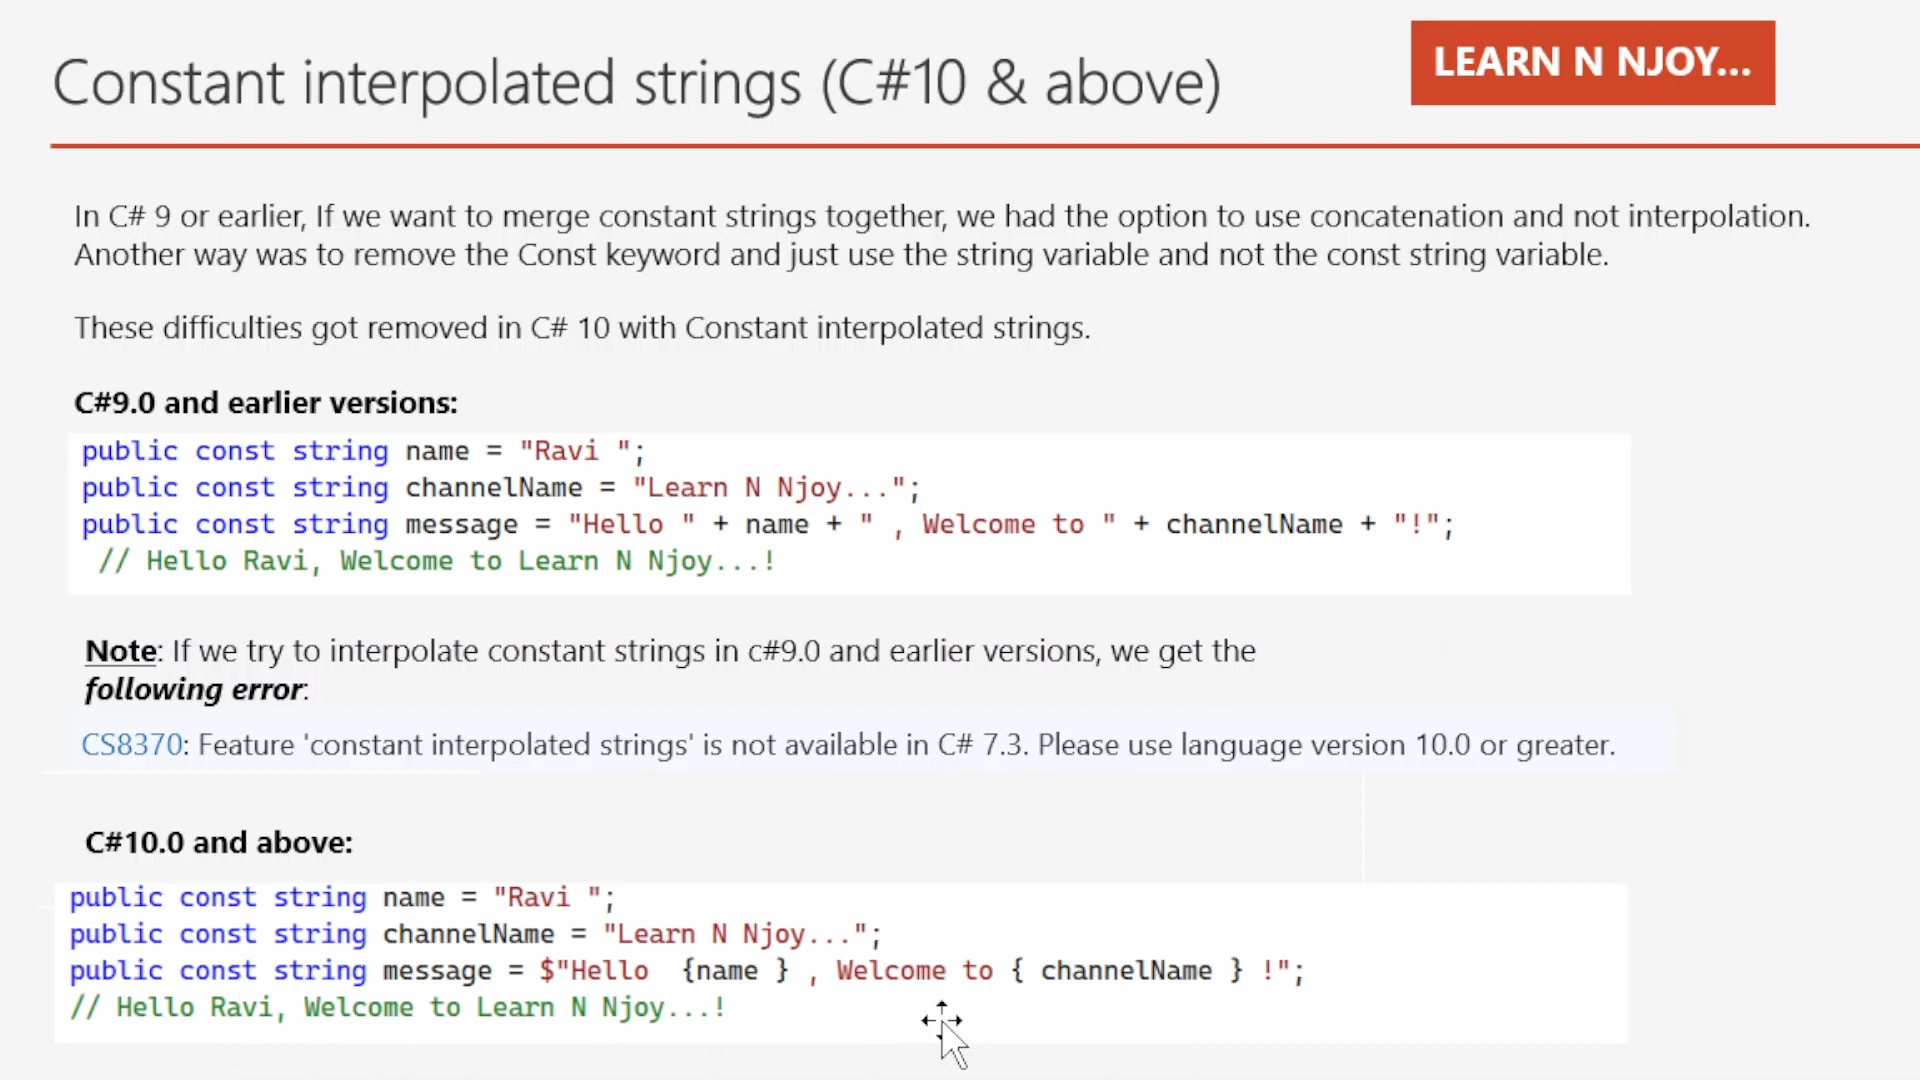 Constant interpolated strings (C#10 & above)
LEARN N NJOY...
In C# 9 or earlier, If we want to merge constant strings together, we had the option to use concatenation and not interpolation.
Another way was to remove the Const keyword and just use the string variable and not the const string variable.
These difficulties got removed in C# 10 with Constant interpolated strings.
C#9.0 and earlier versions:
public const string name = "Ravi ";
public const string channelName = "Learn N Njoy...";
public const string message = "Hello " + name + " , Welcome to " + channelName + "!";
// Hello Ravi, Welcome to Learn N Njoy...!
Note: If we try to interpolate constant strings in c#9.0 and earlier versions, we get the
following error:
CS8370: Feature 'constant interpolated strings' is not available in C# 7.3. Please use language version 10.0 or greater.
C#10.0 and above:
public const string name = "Ravi ";
public const string channelName = "Learn N Njoy...";
public const string message = $"Hello  {name } , Welcome to { channelName } !";
// Hello Ravi, Welcome to Learn N Njoy...!